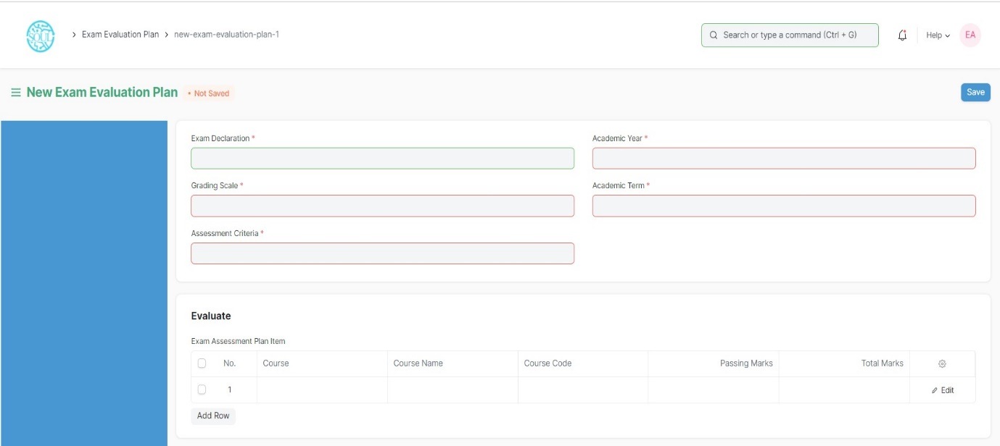 SOUL
Exam Evaluation Plan new-exam-evaluation-plan-1
Search or type a command (Ctrl + G)
Help
EA
New Exam Evaluation Plan
• Not Saved
Save
Exam Declaration *
Academic Year *
Grading Scale *
Academic Term *
Assessment Criteria *
Evaluate
Exam Assessment Plan Item
No. Course Course Name Course Code Passing Marks Total Marks
1 Edit
Add Row